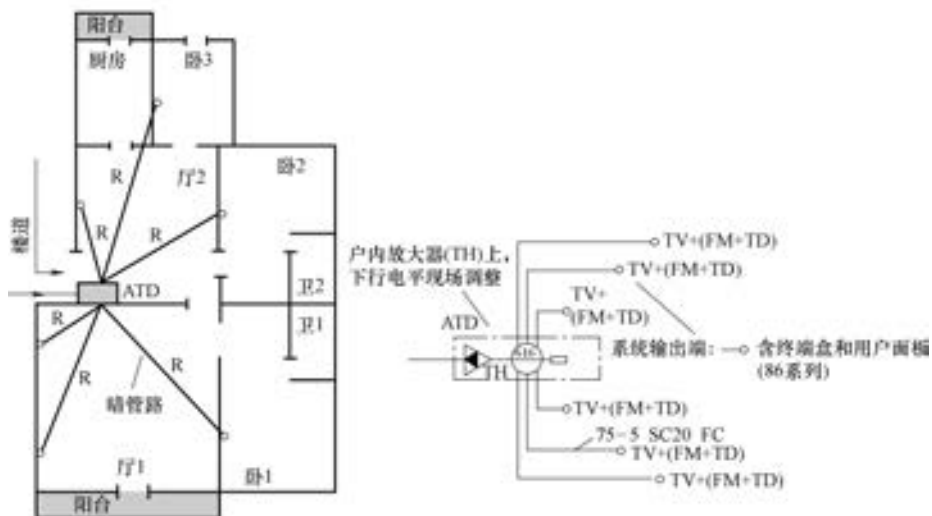 阳台
厨房
卧3
R
厅2
卧2
R
R
楼道
ATD
卫2
卫1
R
R
R
暗管路
厅1
卧1
阳台
户内放大器(TH)上,
下行电平现场调整
TV+(FM+TD)
TV+(FM+TD)
TV+
(FM+TD)
ATD
TH
系统输出端:
含终端盒和用户面板
(86系列)
TV+(FM+TD)
75-5 SC20 FC
TV+(FM+TD)
TV+(FM+TD)